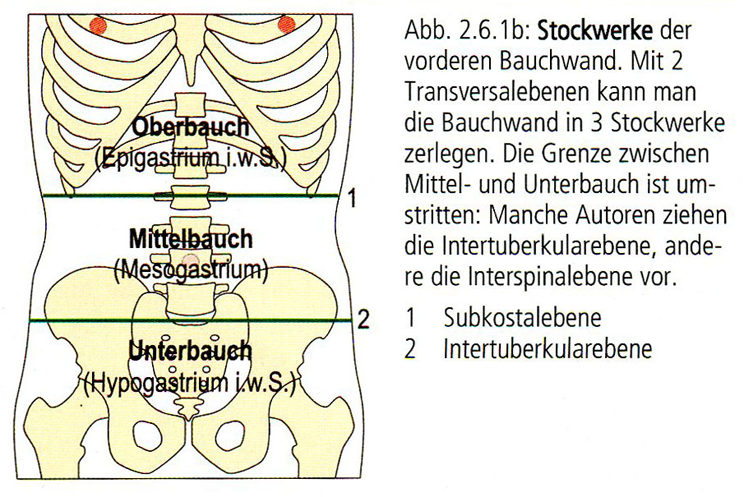 Oberbauch
(Epigastrium i.w.S.)
1
Mittelbauch
(Mesogastrium)
2
Unterbauch
(Hypogastrium i.w.S.)
Abb. 2.6.1b: Stockwerke der
vorderen Bauchwand. Mit 2
Transversalebenen kann man
die Bauchwand in 3 Stockwerke
zerlegen. Die Grenze zwischen
Mittel- und Unterbauch ist um-
stritten: Manche Autoren ziehen
die Intertuberkularebene, ande-
re die Interspinalebene vor.
1 Subkostalebene
2 Intertuberkularebene